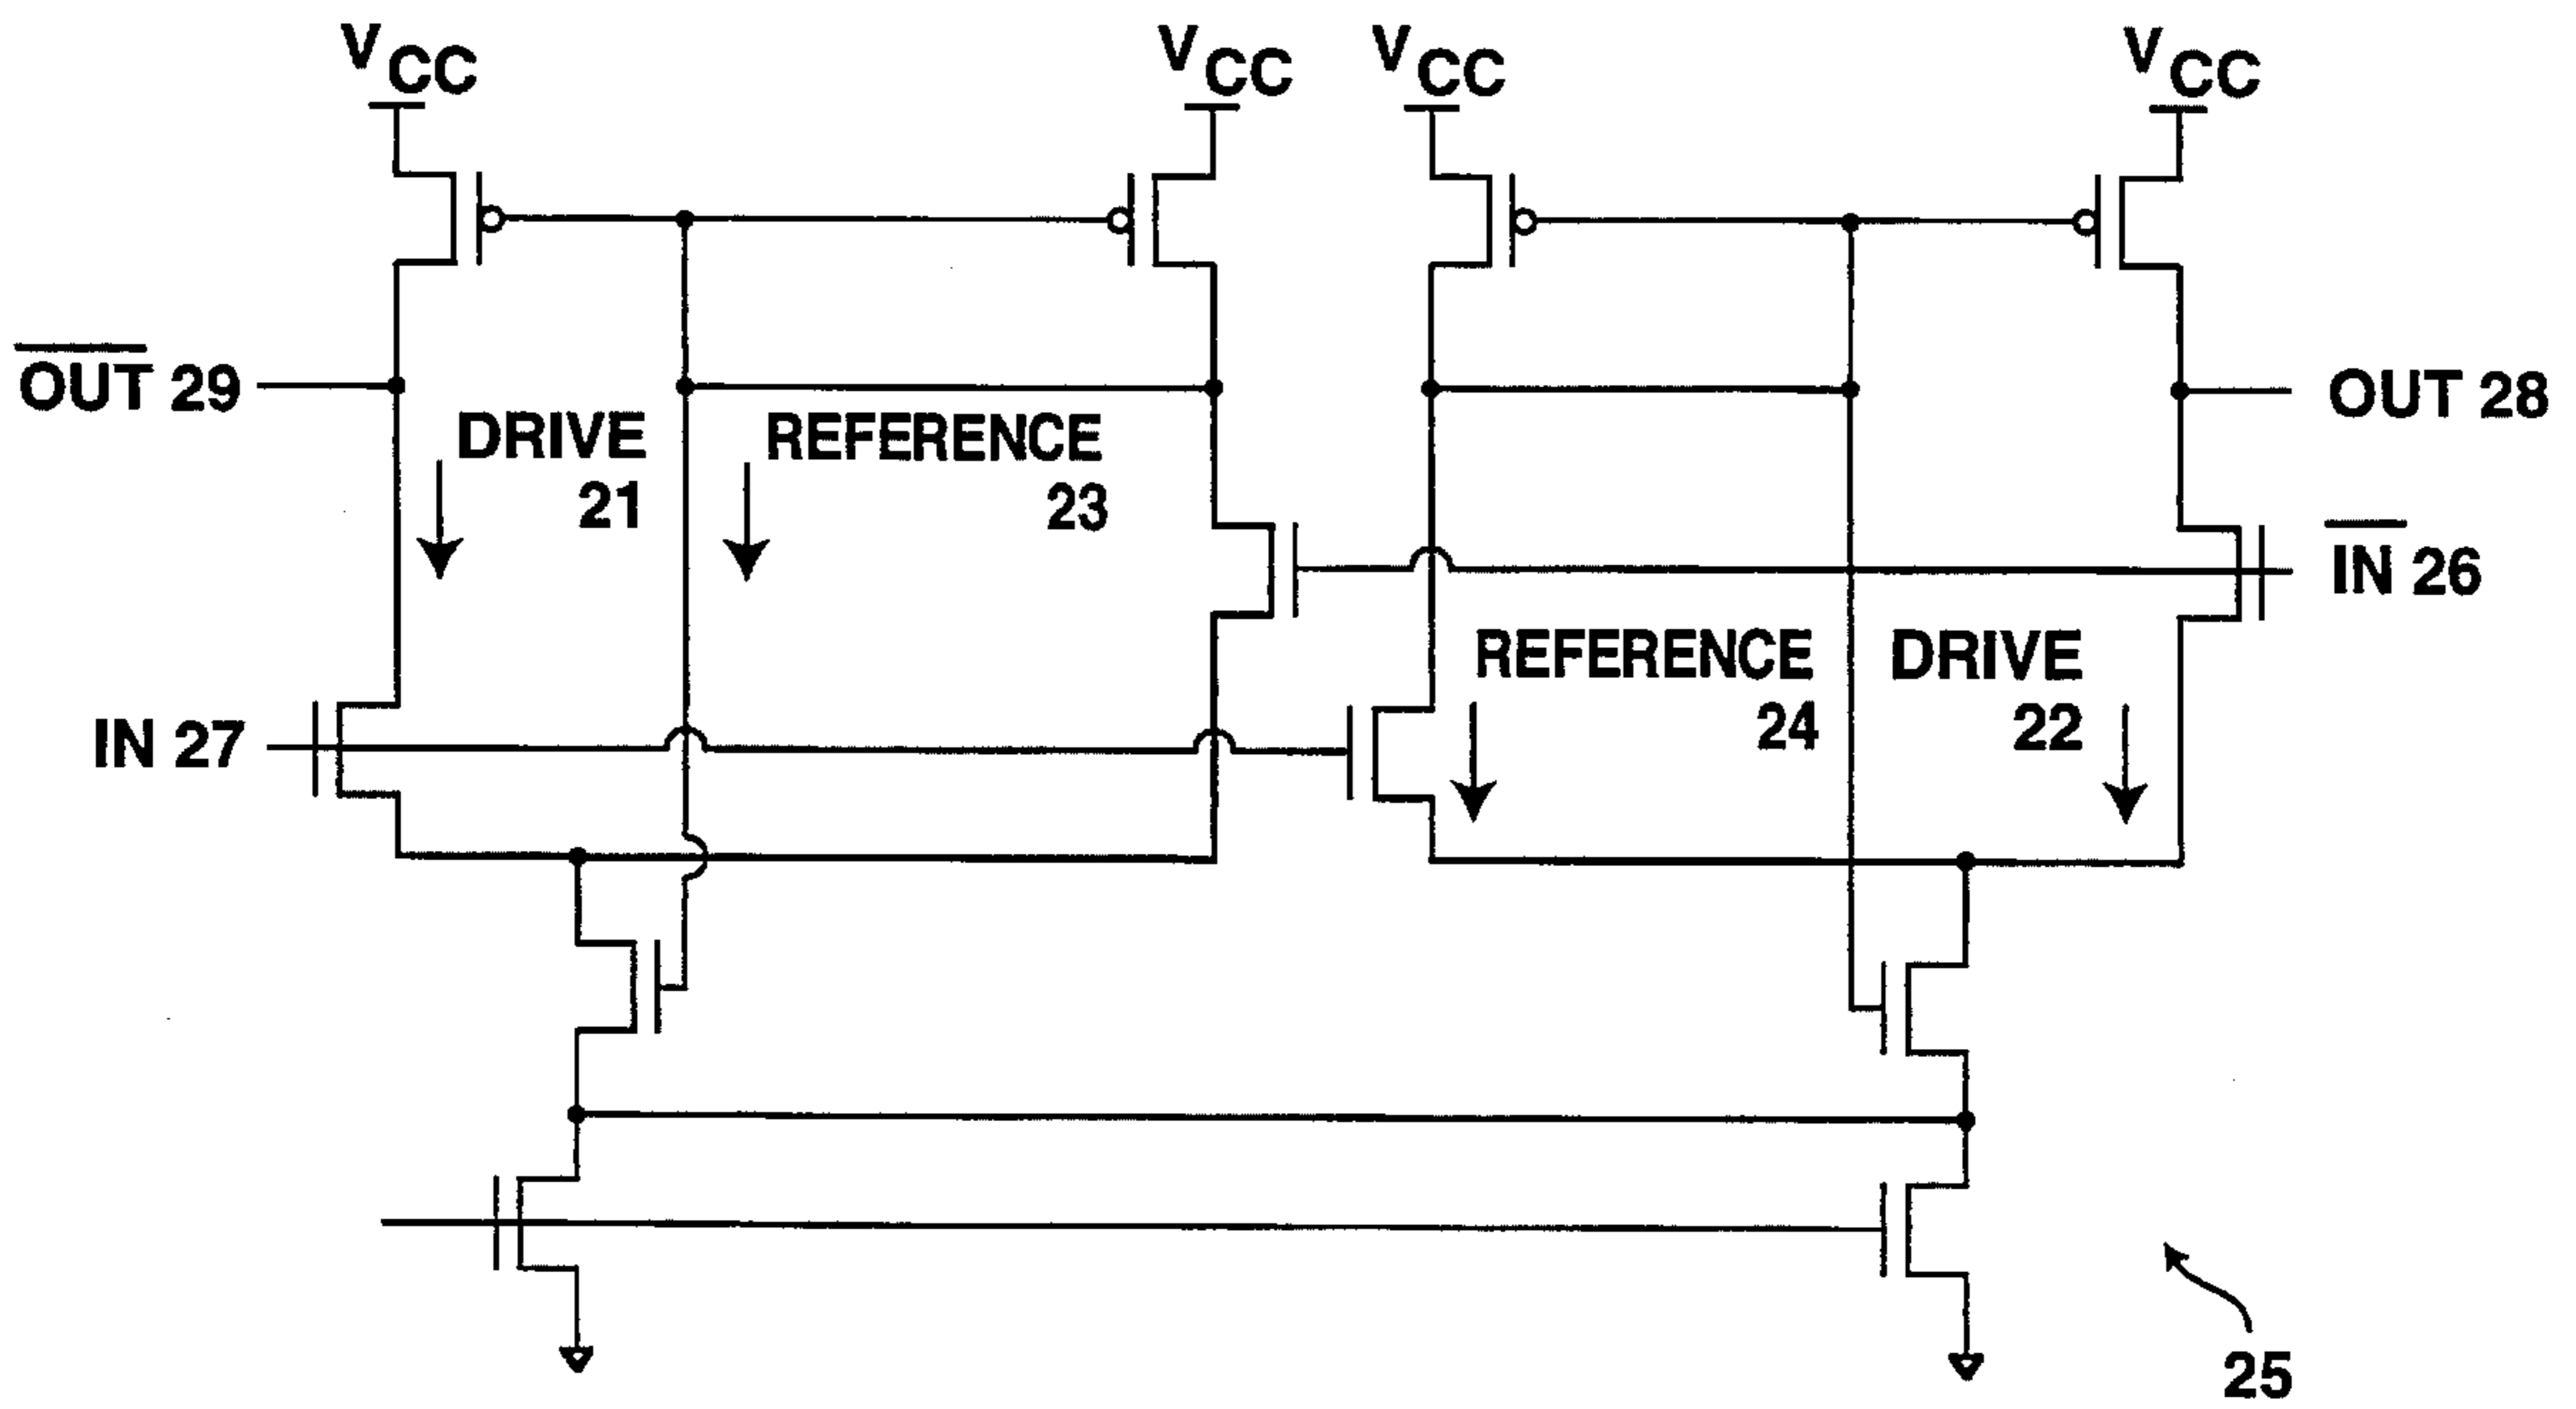 VCC VCC VCC VCC
OUT 29
DRIVE
21
REFERENCE
23
OUT 28
IN 26
REFERENCE
24
DRIVE
22
IN 27
25